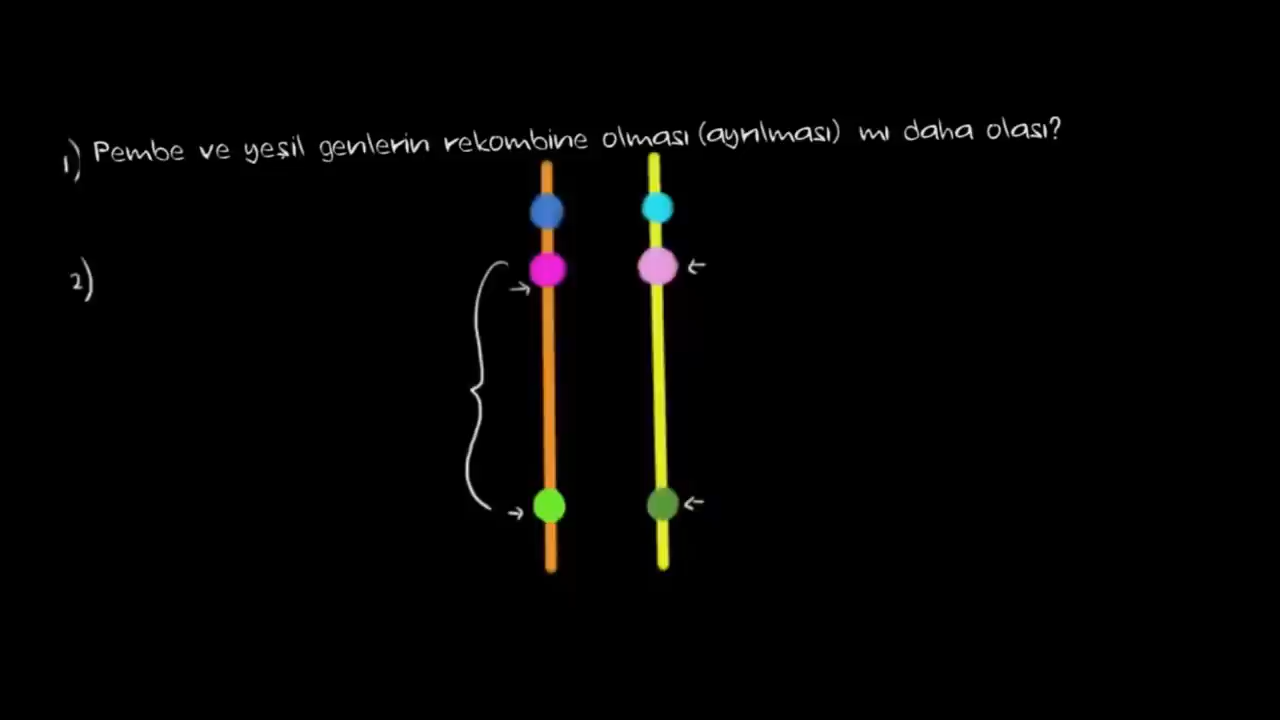 1) Pembe ve yeşil genlerin rekombine olması (ayrılması) mı daha olası?
2)